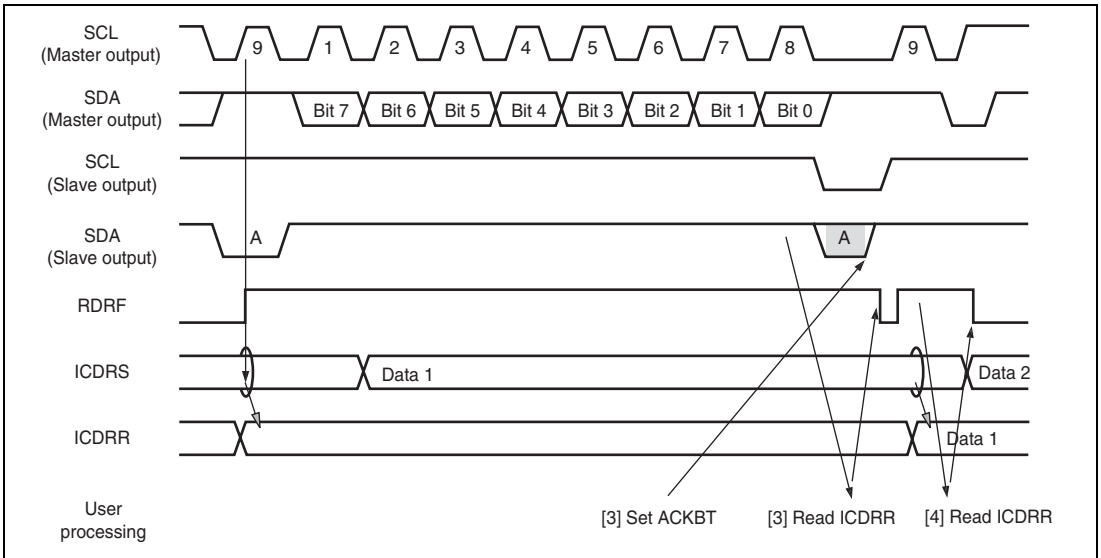 SCL
(Master output)
9 1 2 3 4 5 6 7 8 9
SDA
(Master output)
Bit 7 Bit 6 Bit 5 Bit 4 Bit 3 Bit 2 Bit 1 Bit 0
SCL
(Slave output)
SDA
(Slave output)
A A
RDRF
ICDRS
Data 1 Data 2
ICDRR
Data 1
User
processing
[3] Set ACKBT [3] Read ICDRR [4] Read ICDRR